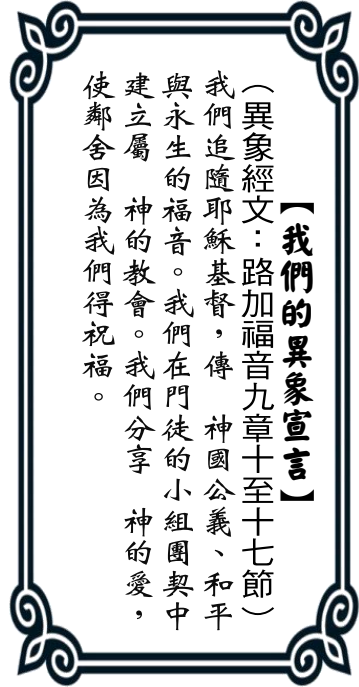 【我們的異象宣言】
（異象經文：路加福音九章十至十七節）
我們追隨耶穌基督，傳　神國公義、和平
與永生的福音。我們在門徒的小組團契中
建立屬　神的教會。我們分享　神的愛，
使鄰舍因為我們得祝福。